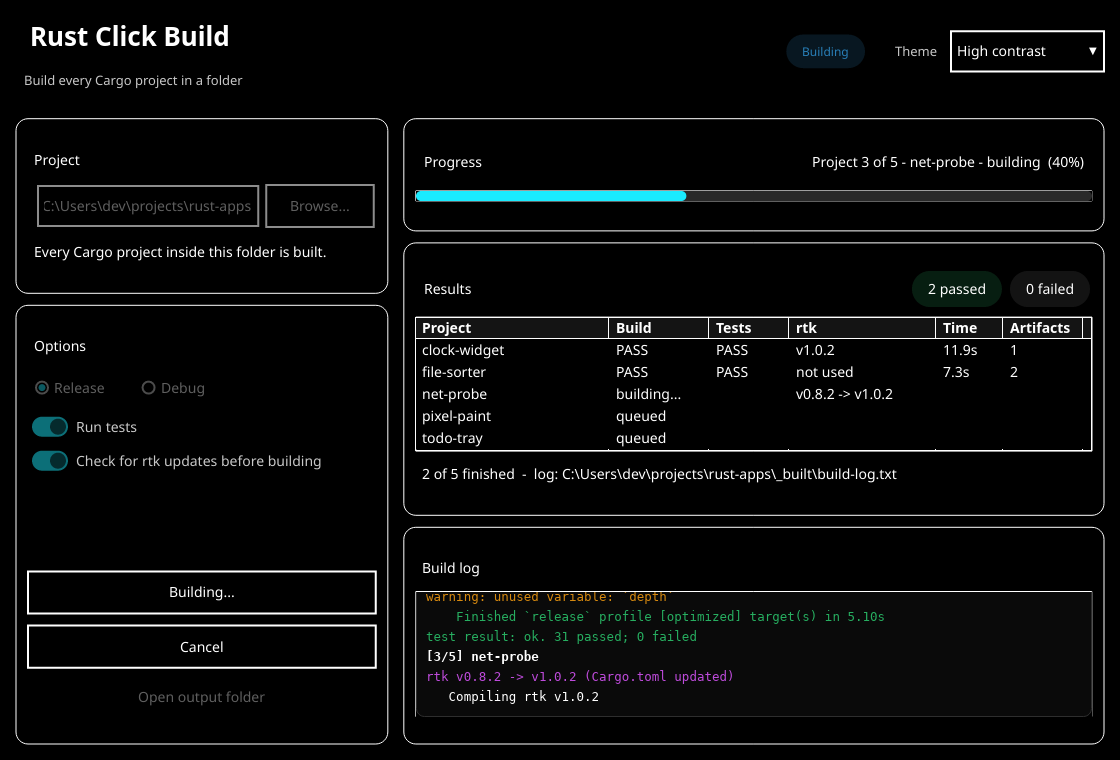 Rust Click Build
Build every Cargo project in a folder
Building
Theme
High contrast
Project
C:\Users\dev\projects\rust-apps
Browse...
Every Cargo project inside this folder is built.
Options
Release
Debug
Run tests
Check for rtk updates before building
Building...
Cancel
Open output folder
Progress
Project 3 of 5 - net-probe - building (40%)
Results
2 passed
0 failed
Project Build Tests rtk Time Artifacts
clock-widget PASS PASS v1.0.2 11.9s 1
file-sorter PASS PASS not used 7.3s 2
net-probe building... v0.8.2 -> v1.0.2
pixel-paint queued
todo-tray queued
2 of 5 finished - log: C:\Users\dev\projects\rust-apps\_built\build-log.txt
Build log
warning: unused variable: `depth`
Finished `release` profile [optimized] target(s) in 5.10s
test result: ok. 31 passed; 0 failed
[3/5] net-probe
rtk v0.8.2 -> v1.0.2 (Cargo.toml updated)
Compiling rtk v1.0.2